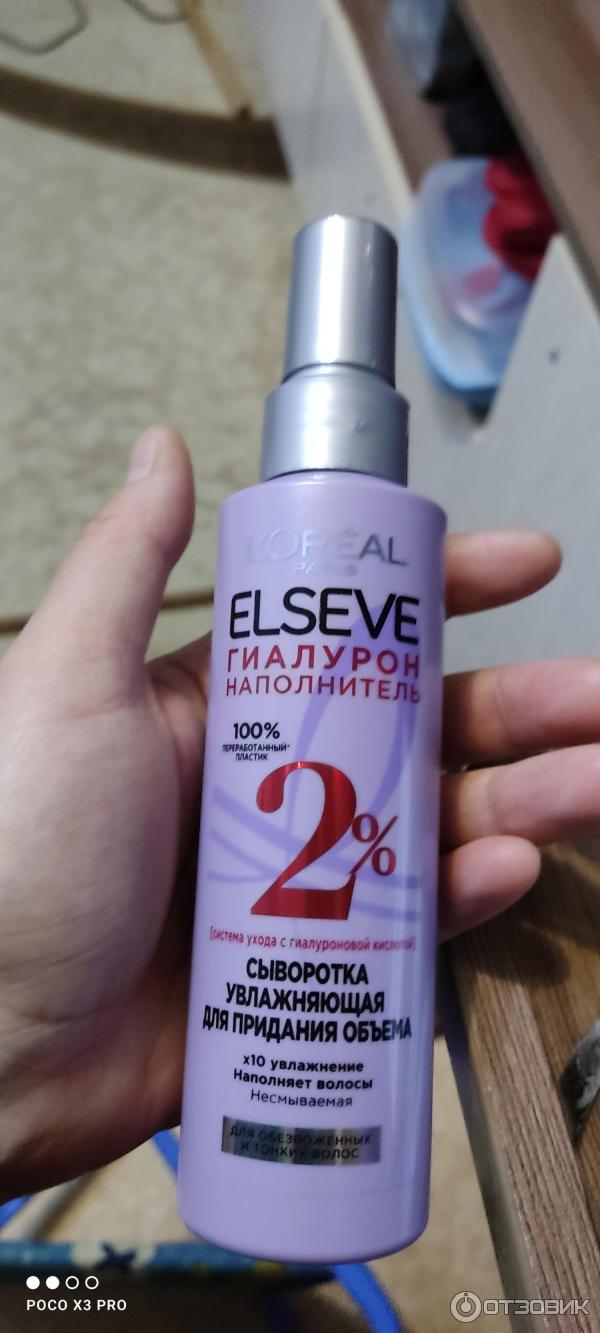 L'ORÉAL
PARIS
ELSEVE
ГИАЛУРОН
НАПОЛНИТЕЛЬ
100%
ПЕРЕРАБОТАННЫЙ*
ПЛАСТИК
2%
[система ухода с гиалуроновой кислотой]
СЫВОРОТКА
УВЛАЖНЯЮЩАЯ
ДЛЯ ПРИДАНИЯ ОБЪЕМА
x10 увлажнение
Наполняет волосы
Несмываемая
ДЛЯ ОБЕЗВОЖЕННЫХ
И ТОНКИХ ВОЛОС
POCO X3 PRO
ОТЗОВИК